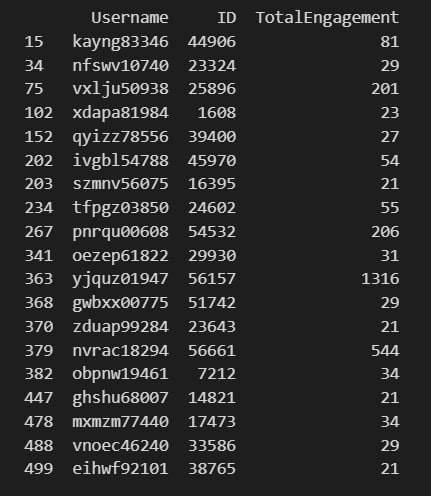 Username ID TotalEngagement
15 kayng83346 44906 81
34 nfswv10740 23324 29
75 vxlju50938 25896 201
102 xdapa81984 1608 23
152 qyizz78556 39400 27
202 ivgbl54788 45970 54
203 szmnv56075 16395 21
234 tfpgz03850 24602 55
267 pnrqu00608 54532 206
341 oezep61822 29930 31
363 yjquz01947 56157 1316
368 gwbxx00775 51742 29
370 zduap99284 23643 21
379 nvrac18294 56661 544
382 obpnw19461 7212 34
447 ghshu68007 14821 21
478 mxmzm77440 17473 34
488 vnoec46240 33586 29
499 eihwf92101 38765 21